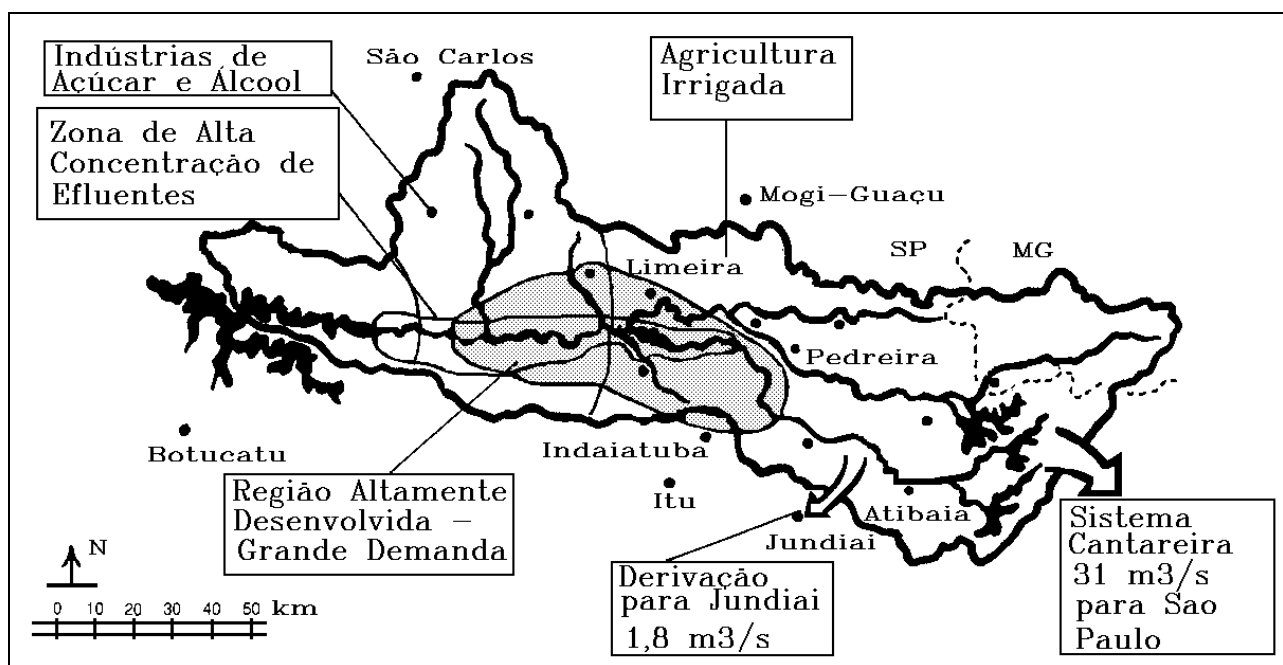 Indústrias de
Açúcar e Álcool
São Carlos
Agricultura
Irrigada
Zona de Alta
Concentração de
Efluentes
Mogi-Guaçu
SP
MG
Limeira
Pedreira
Botucatu
Indaiatuba
Itu
Atibaia
Jundiai
Região Altamente
Desenvolvida -
Grande Demanda
Derivação
para Jundiai
1,8 m3/s
Sistema
Cantareira
31 m3/s
para Sao
Paulo
N
0 10 20 30 40 50 km